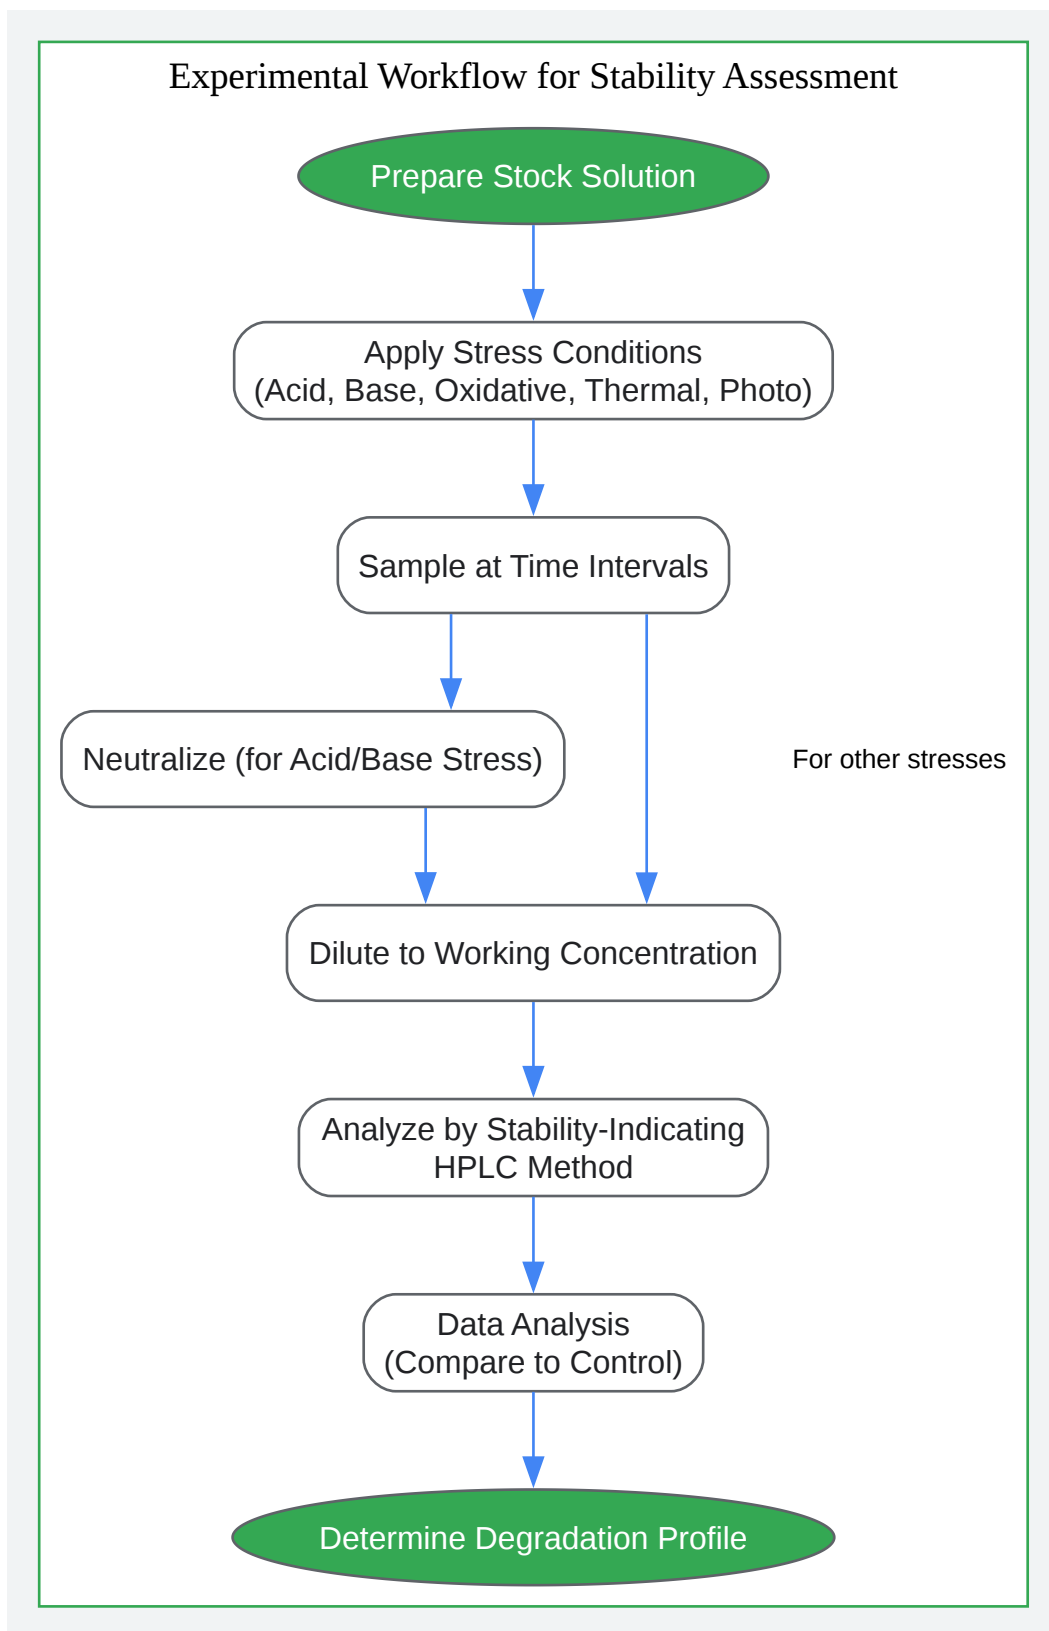 Experimental Workflow for Stability Assessment
Prepare Stock Solution
Apply Stress Conditions
(Acid, Base, Oxidative, Thermal, Photo)
Sample at Time Intervals
Neutralize (for Acid/Base Stress)
For other stresses
Dilute to Working Concentration
Analyze by Stability-Indicating
HPLC Method
Data Analysis
(Compare to Control)
Determine Degradation Profile